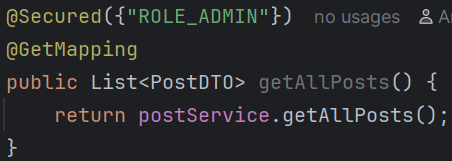 @Secured({"ROLE_ADMIN"}) no usages
@GetMapping
public List<PostDTO> getAllPosts() {
    return postService.getAllPosts();
}